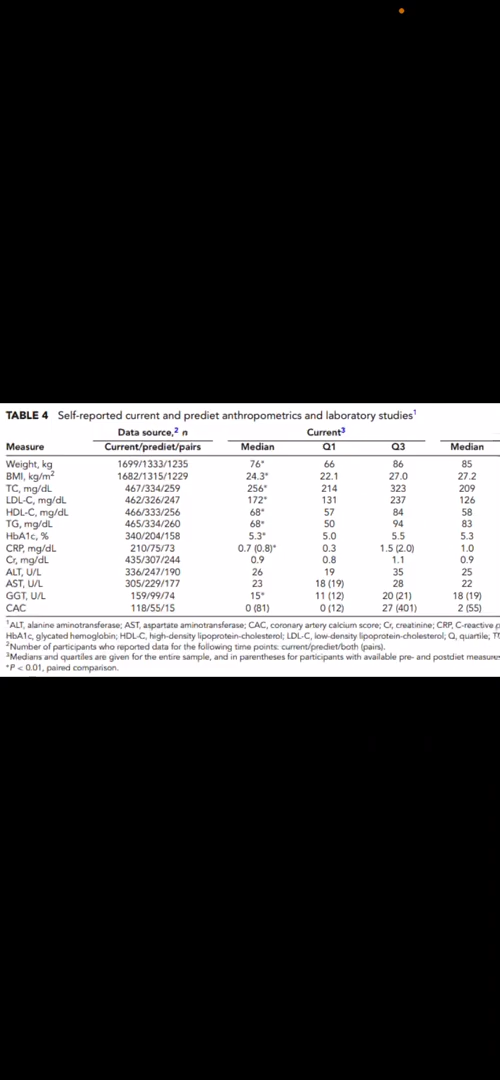 TABLE 4 Self-reported current and prediet anthropometrics and laboratory studies1
Data source,2 n Current3
Measure Current/prediet/pairs Median Q1 Q3 Median
Weight, kg 1699/1333/1235 76* 66 86 85
BMI, kg/m2 1682/1315/1229 24.3* 22.1 27.0 27.2
TC, mg/dL 467/334/259 256* 214 323 209
LDL-C, mg/dL 462/326/247 172* 131 237 126
HDL-C, mg/dL 466/333/256 68* 57 84 58
TG, mg/dL 465/334/260 68* 50 94 83
HbA1c, % 340/204/158 5.3* 5.0 5.5 5.3
CRP, mg/dL 210/75/73 0.7 (0.8)* 0.3 1.5 (2.0) 1.0
Cr, mg/dL 435/307/244 0.9 0.8 1.1 0.9
ALT, U/L 336/247/190 26 19 35 25
AST, U/L 305/229/177 23 18 (19) 28 22
GGT, U/L 159/99/74 15* 11 (12) 20 (21) 18 (19)
CAC 118/55/15 0 (81) 0 (12) 27 (401) 2 (55)
1ALT, alanine aminotransferase; AST, aspartate aminotransferase; CAC, coronary artery calcium score; Cr, creatinine; CRP, C-reactive
HbA1c, glycated hemoglobin; HDL-C, high-density lipoprotein-cholesterol; LDL-C, low-density lipoprotein-cholesterol; Q, quartile;
2Number of participants who reported data for the following time points: current/prediet/both (pairs).
3Medians and quartiles are given for the entire sample, and in parentheses for participants with available pre- and postdiet measures
*P < 0.01, paired comparison.